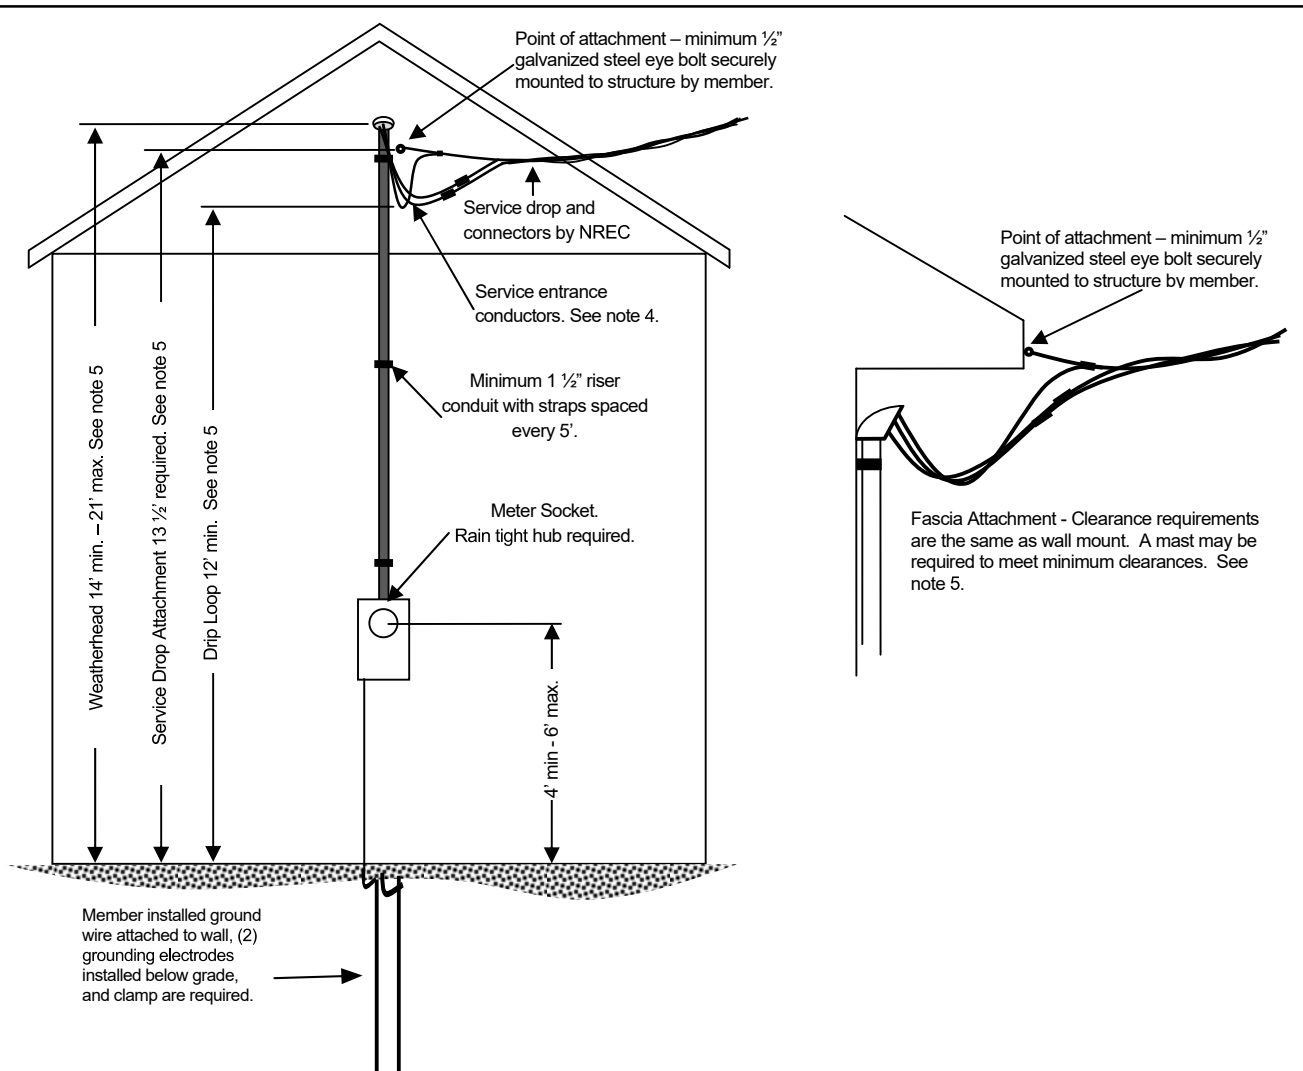 Point of attachment – minimum ½”
galvanized steel eye bolt securely
mounted to structure by member.
Service drop and
connectors by NREC
Service entrance
conductors. See note 4.
Minimum 1 ½” riser
conduit with straps spaced
every 5’.
Meter Socket.
Rain tight hub required.
Weatherhead 14’ min. – 21’ max. See note 5
Service Drop Attachment 13 ½’ required. See note 5
Drip Loop 12’ min. See note 5
4’ min - 6’ max.
Member installed ground
wire attached to wall, (2)
grounding electrodes
installed below grade,
and clamp are required.
Point of attachment – minimum ½”
galvanized steel eye bolt securely
mounted to structure by member.
Fascia Attachment - Clearance requirements
are the same as wall mount. A mast may be
required to meet minimum clearances. See
note 5.